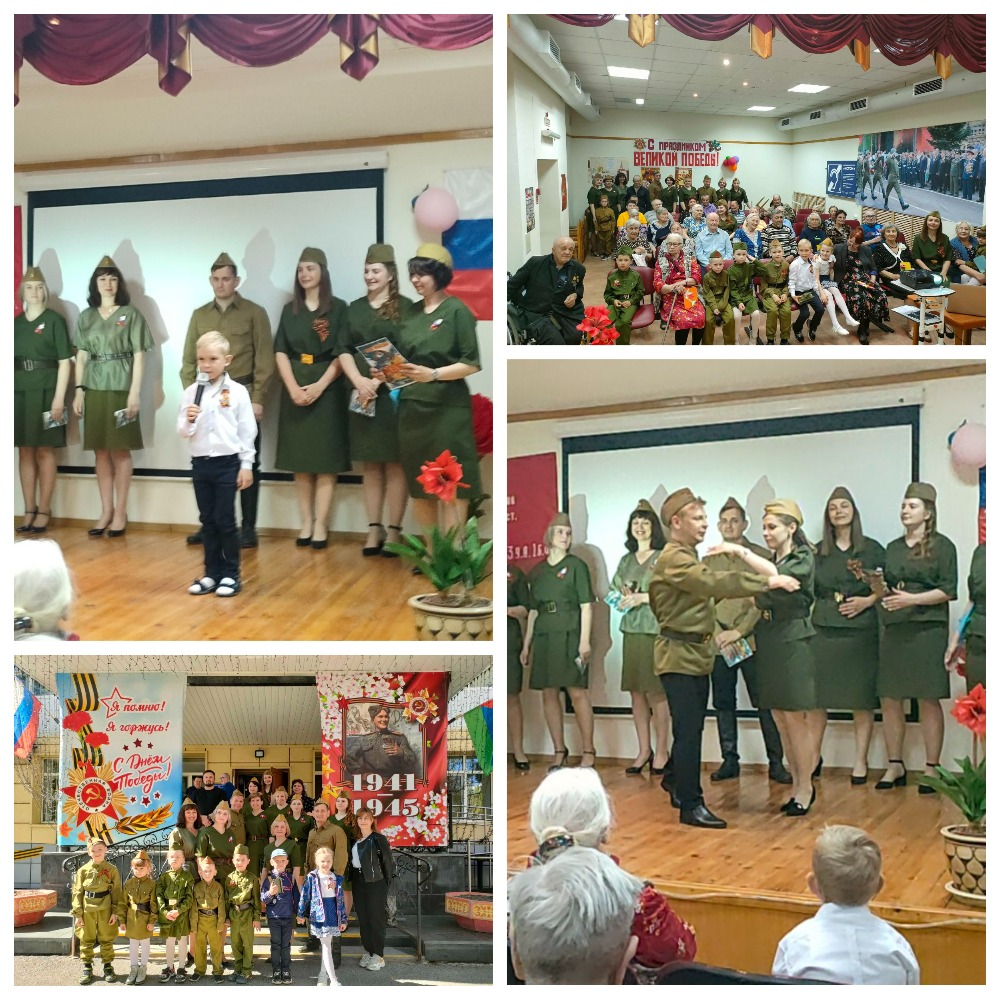 С ПРАЗДНИКОМ
ВЕЛИКОЙ ПОБЕДЫ!
Я помню!
Я горжусь!
С Днём
Победы!
1941
1945